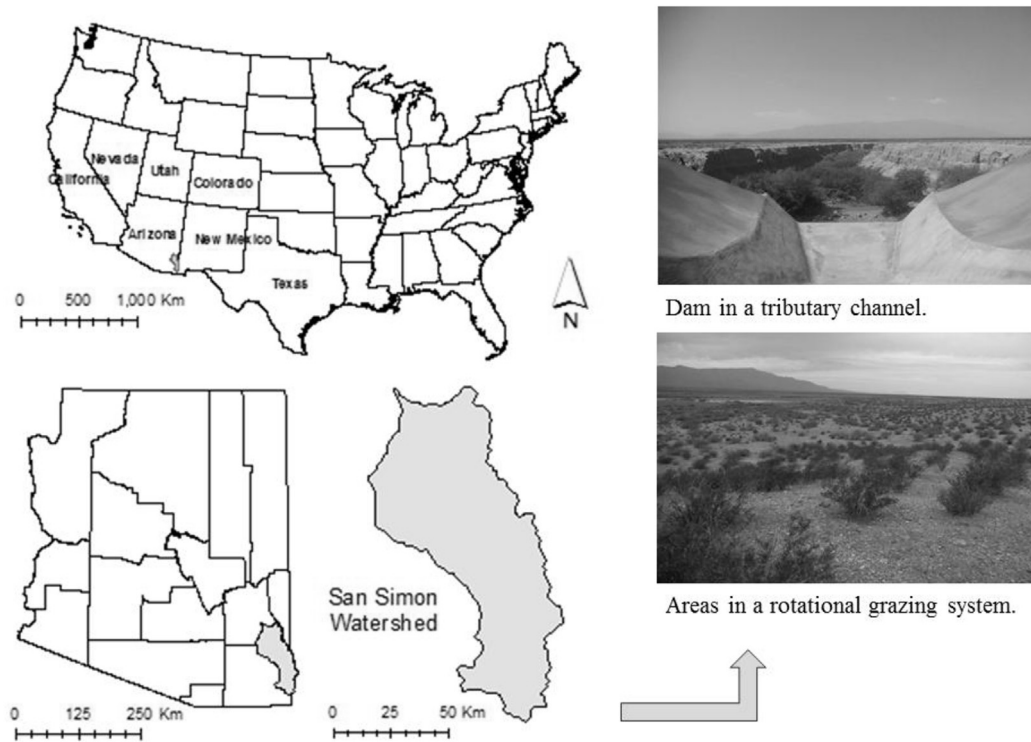 Nevada
California
Utah
Colorado
Arizona
New Mexico
Texas
0 500 1,000 Km
N
Dam in a tributary channel.
San Simon
Watershed
0 125 250 Km
0 25 50 Km
Areas in a rotational grazing system.